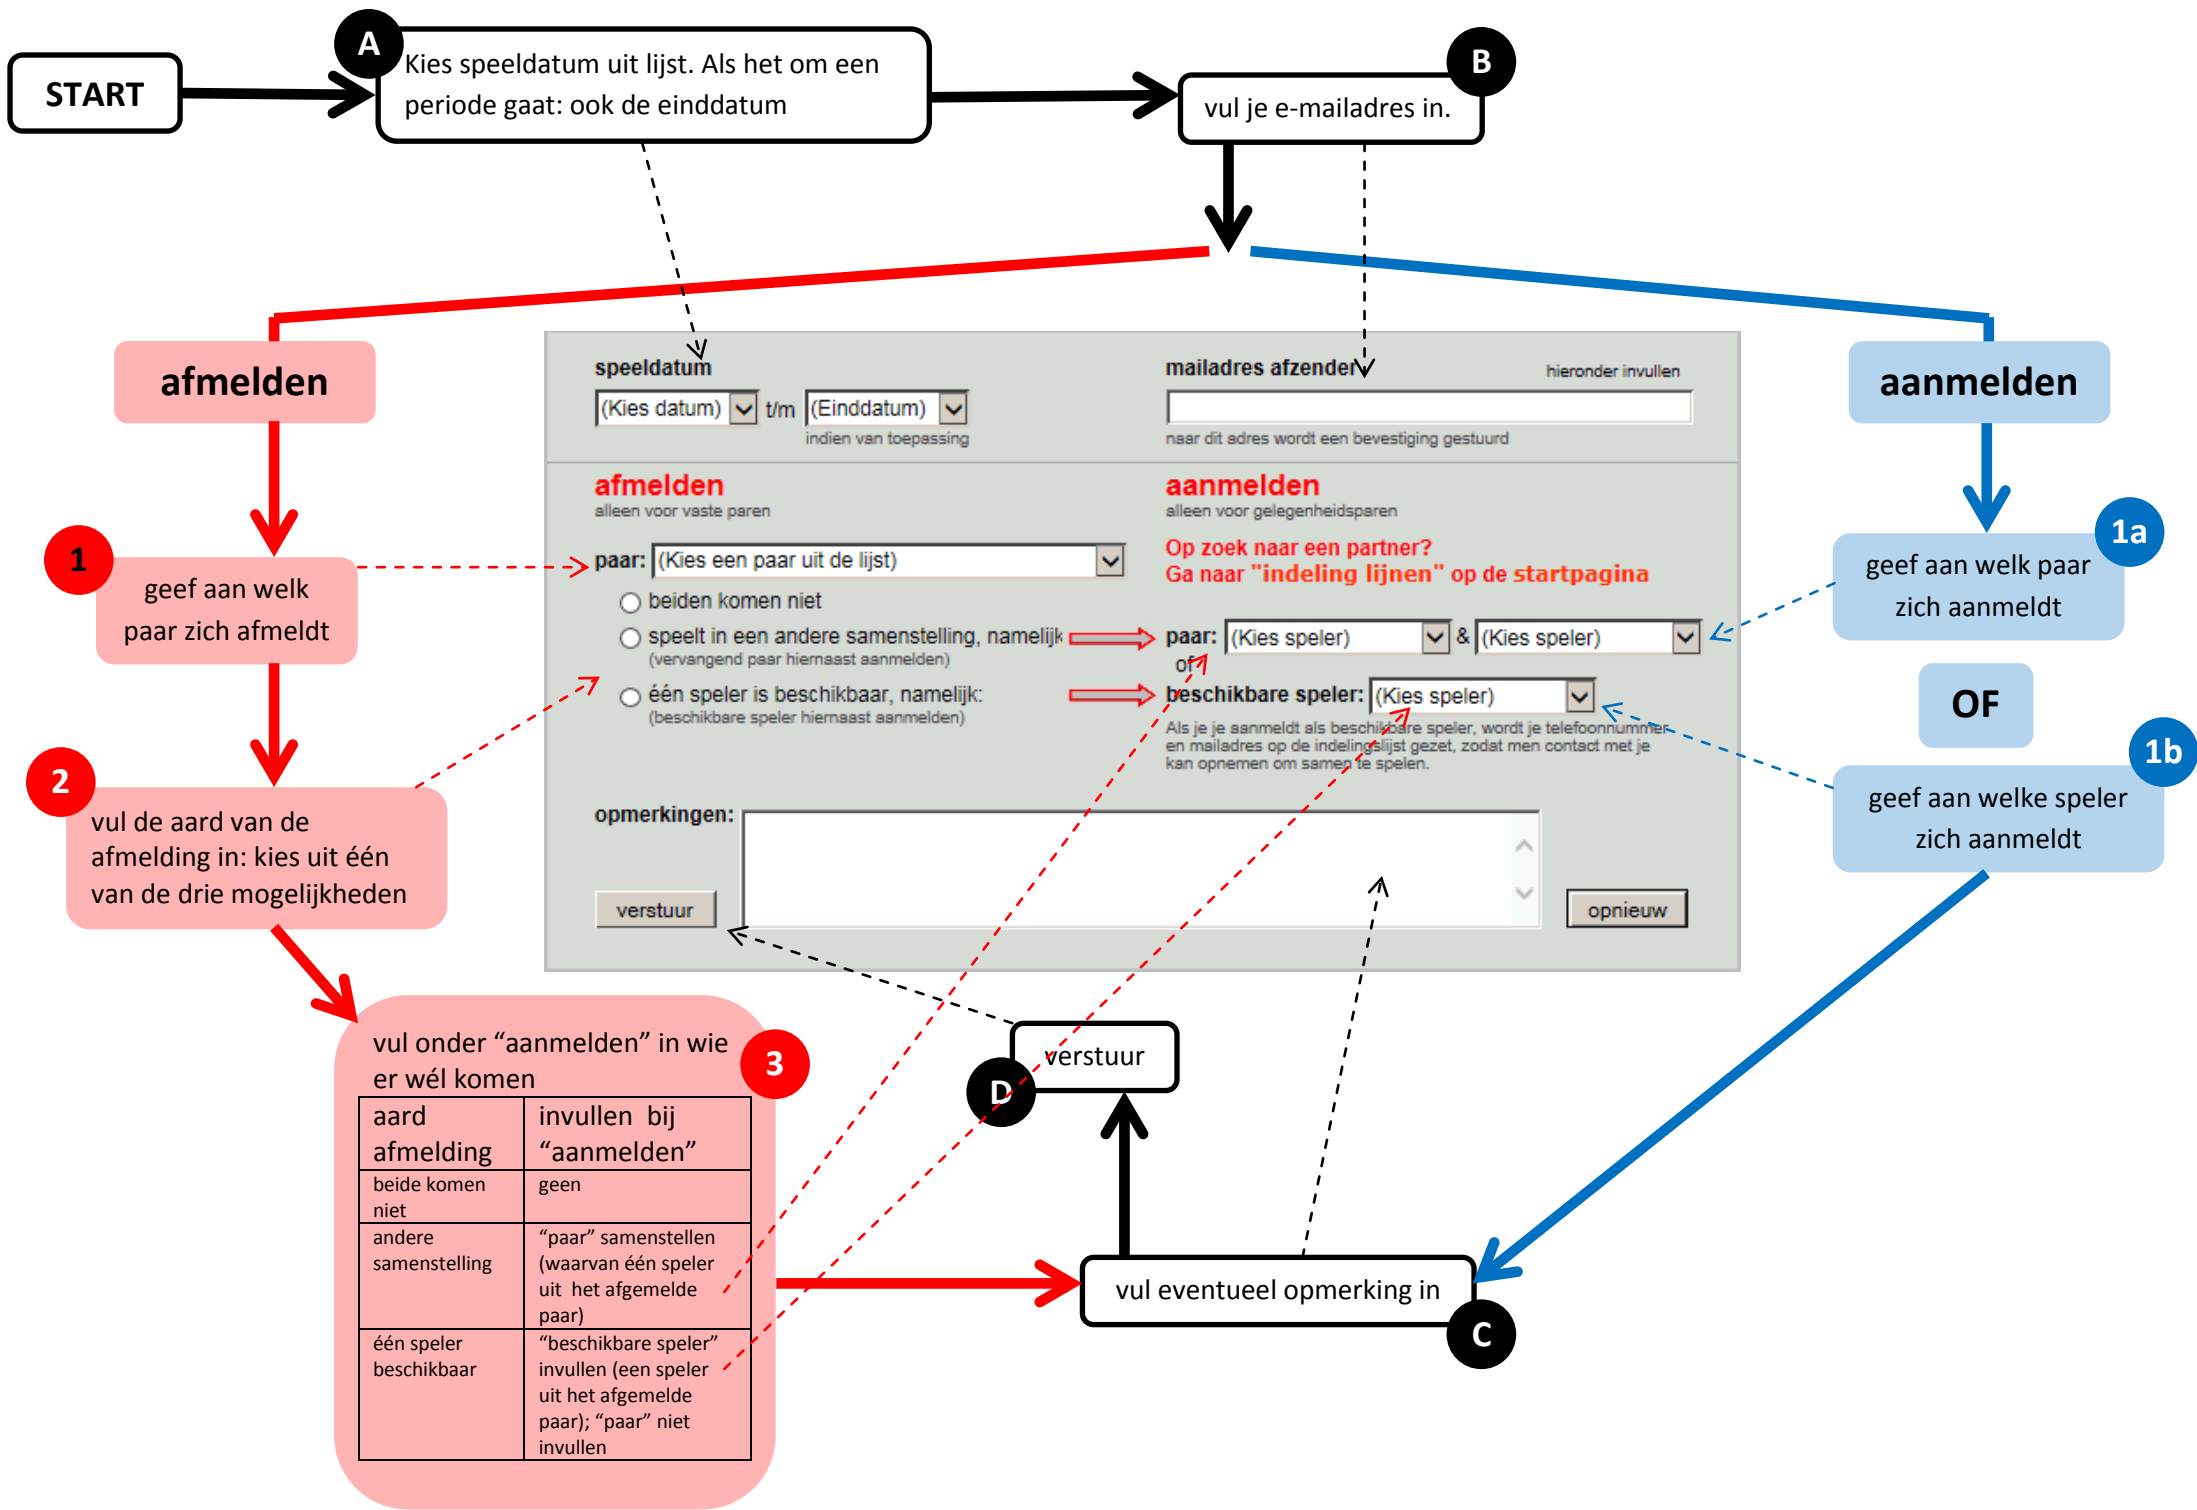 START
A
Kies speeldatum uit lijst. Als het om een
periode gaat: ook de einddatum
B
vul je e-mailadres in.
afmelden
aanmelden
speeldatum
(Kies datum) t/m (Einddatum)
indien van toepassing
mailadres afzender
hieronder invullen
naar dit adres wordt een bevestiging gestuurd
afmelden
alleen voor vaste paren
paar: (Kies een paar uit de lijst)
beiden komen niet
speelt in een andere samenstelling, namelijk
(vervangend paar hiernaast aanmelden)
één speler is beschikbaar, namelijk:
(beschikbare speler hiernaast aanmelden)
aanmelden
alleen voor gelegenheidsparen
Op zoek naar een partner?
Ga naar "indeling lijnen" op de startpagina
paar: (Kies speler) & (Kies speler)
of
beschikbare speler: (Kies speler)
Als je je aanmeldt als beschikbare speler, wordt je telefoonnummer
en mailadres op de indelingslijst gezet, zodat men contact met je
kan opnemen om samen te spelen.
opmerkingen:
verstuur
opnieuw
1
geef aan welk
paar zich afmeldt
2
vul de aard van de
afmelding in: kies uit één
van de drie mogelijkheden
3
vul onder “aanmelden” in wie
er wél komen
aard
afmelding
invullen bij
“aanmelden”
beide komen
niet
geen
andere
samenstelling
“paar” samenstellen
(waarvan één speler
uit het afgemelde
paar)
één speler
beschikbaar
“beschikbare speler”
invullen (een speler
uit het afgemelde
paar); “paar” niet
invullen
1a
geef aan welk paar
zich aanmeldt
OF
1b
geef aan welke speler
zich aanmeldt
vul eventueel opmerking in
C
verstuur
D